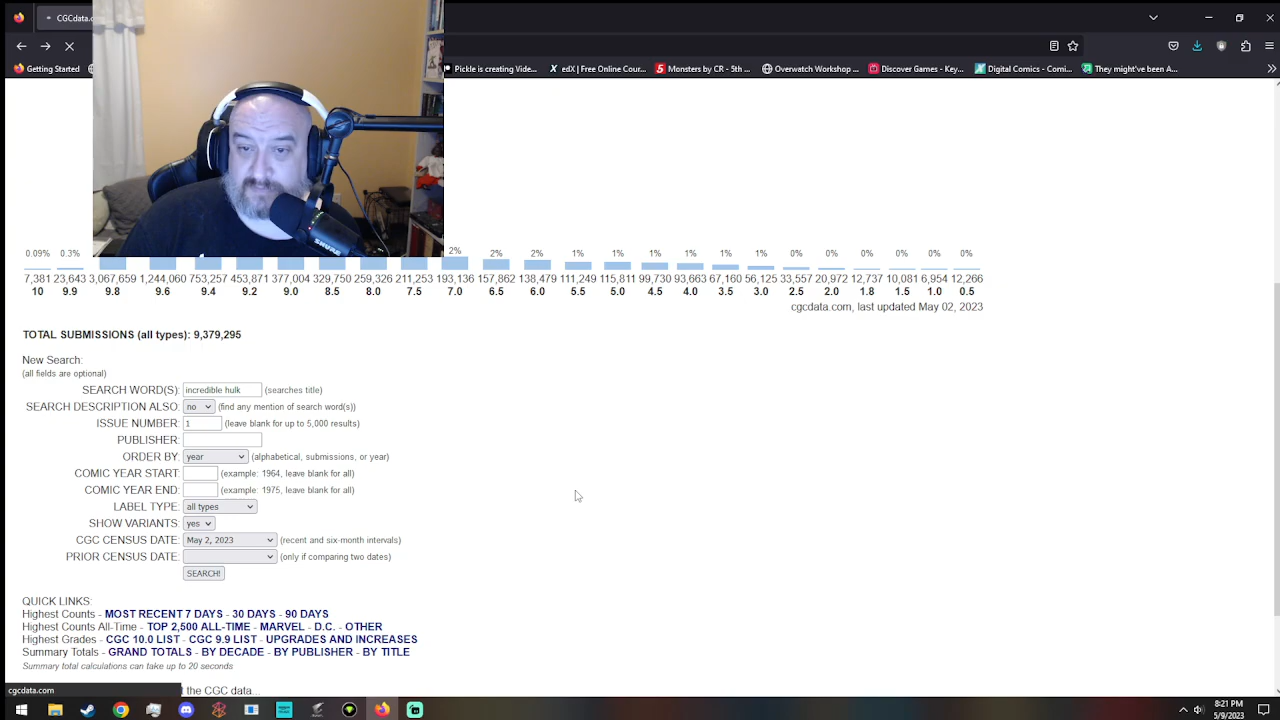 CGCdata.c
Getting Started
Pickle is creating Vide...
edX | Free Online Cour...
Monsters by CR - 5th ...
Overwatch Workshop ...
Discover Games - Key...
Digital Comics - Comi...
They might've been A...
SHURE
0.09% 0.3% 2% 2% 2% 1% 1% 1% 1% 1% 1% 0% 0% 0% 0% 0% 0%
7,381 23,643 3,067,659 1,244,060 753,257 453,871 377,004 329,750 259,326 211,253 193,136 157,862 138,479 111,249 115,811 99,730 93,663 67,160 56,125 33,557 20,972 12,737 10,081 6,954 12,266
10 9.9 9.8 9.6 9.4 9.2 9.0 8.5 8.0 7.5 7.0 6.5 6.0 5.5 5.0 4.5 4.0 3.5 3.0 2.5 2.0 1.8 1.5 1.0 0.5
cgcdata.com, last updated May 02, 2023
TOTAL SUBMISSIONS (all types): 9,379,295
New Search:
(all fields are optional)
SEARCH WORD(S): incredible hulk (searches title)
SEARCH DESCRIPTION ALSO: no (find any mention of search word(s))
ISSUE NUMBER: 1 (leave blank for up to 5,000 results)
PUBLISHER:
ORDER BY: year (alphabetical, submissions, or year)
COMIC YEAR START: (example: 1964, leave blank for all)
COMIC YEAR END: (example: 1975, leave blank for all)
LABEL TYPE: all types
SHOW VARIANTS: yes
CGC CENSUS DATE: May 2, 2023 (recent and six-month intervals)
PRIOR CENSUS DATE: (only if comparing two dates)
SEARCH!
QUICK LINKS:
Highest Counts - MOST RECENT 7 DAYS - 30 DAYS - 90 DAYS
Highest Counts All-Time - TOP 2,500 ALL-TIME - MARVEL - D.C. - OTHER
Highest Grades - CGC 10.0 LIST - CGC 9.9 LIST - UPGRADES AND INCREASES
Summary Totals - GRAND TOTALS - BY DECADE - BY PUBLISHER - BY TITLE
Summary total calculations can take up to 20 seconds
cgcdata.com
t the CGC data...
8:21 PM
5/9/2023